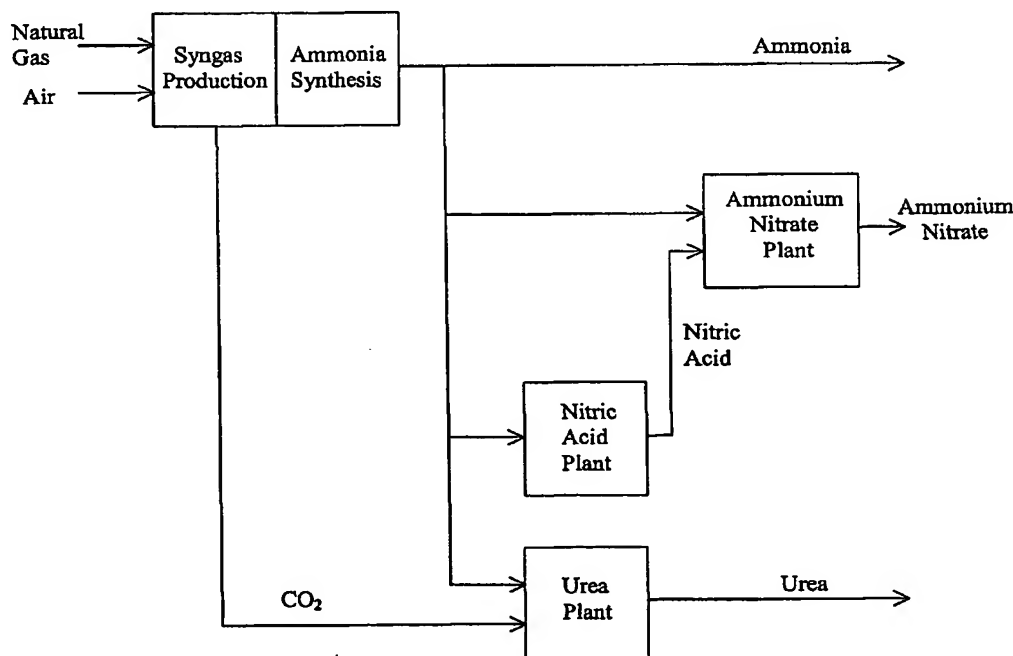 Natural
Gas
Air
Syngas
Production
Ammonia
Synthesis
Ammonia
Ammonium
Nitrate
Plant
Ammonium
Nitrate
Nitric
Acid
Nitric
Acid
Plant
Urea
Plant
Urea
CO₂